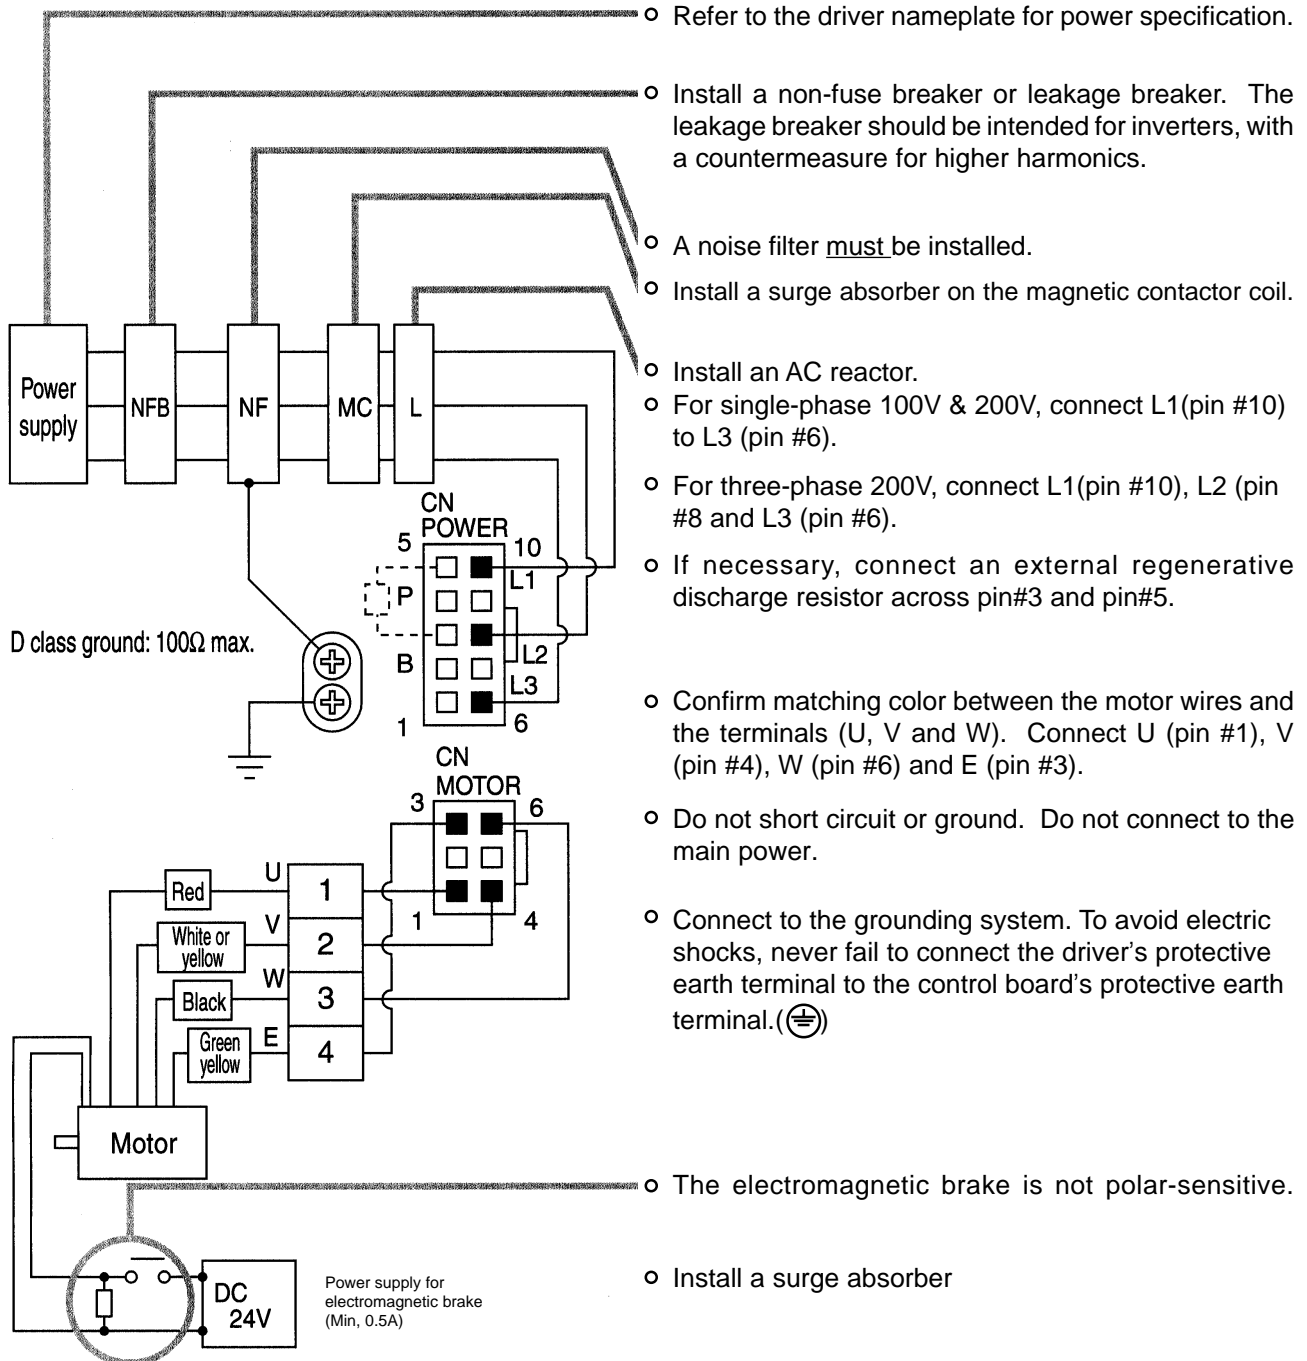 Refer to the driver nameplate for power specification.
Install a non-fuse breaker or leakage breaker. The
leakage breaker should be intended for inverters, with
a countermeasure for higher harmonics.
A noise filter must be installed.
Install a surge absorber on the magnetic contactor coil.
Install an AC reactor.
For single-phase 100V & 200V, connect L1(pin #10)
to L3 (pin #6).
For three-phase 200V, connect L1(pin #10), L2 (pin
#8 and L3 (pin #6).
If necessary, connect an external regenerative
discharge resistor across pin#3 and pin#5.
Confirm matching color between the motor wires and
the terminals (U, V and W). Connect U (pin #1), V
(pin #4), W (pin #6) and E (pin #3).
Do not short circuit or ground. Do not connect to the
main power.
Connect to the grounding system. To avoid electric
shocks, never fail to connect the driver's protective
earth terminal to the control board's protective earth
terminal.(⏚)
The electromagnetic brake is not polar-sensitive.
Install a surge absorber
Power
supply
NFB
NF
MC
L
CN
POWER
5
10
L1
P
L2
B
L3
1
6
D class ground: 100Ω max.
CN
MOTOR
3
6
1
4
Red
U
1
White or
yellow
V
2
Black
W
3
Green
yellow
E
4
Motor
DC
24V
Power supply for
electromagnetic brake
(Min, 0.5A)